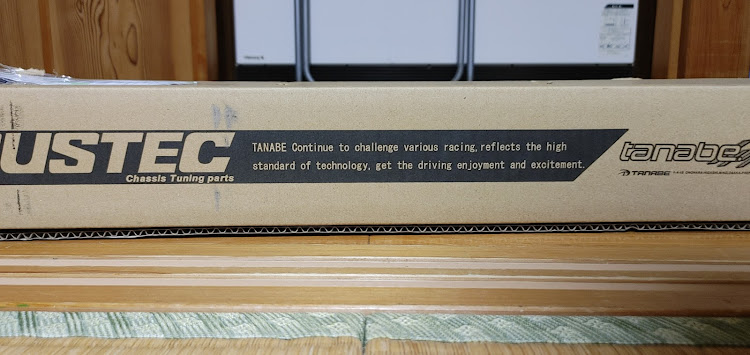 USTEC
Chassis Tuning parts
TANABE Continue to challenge various racing,reflects the high
standard of technology, get the driving enjoyment and excitement.
tanabe
TANABE